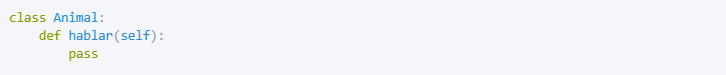 class Animal:
    def hablar(self):
        pass